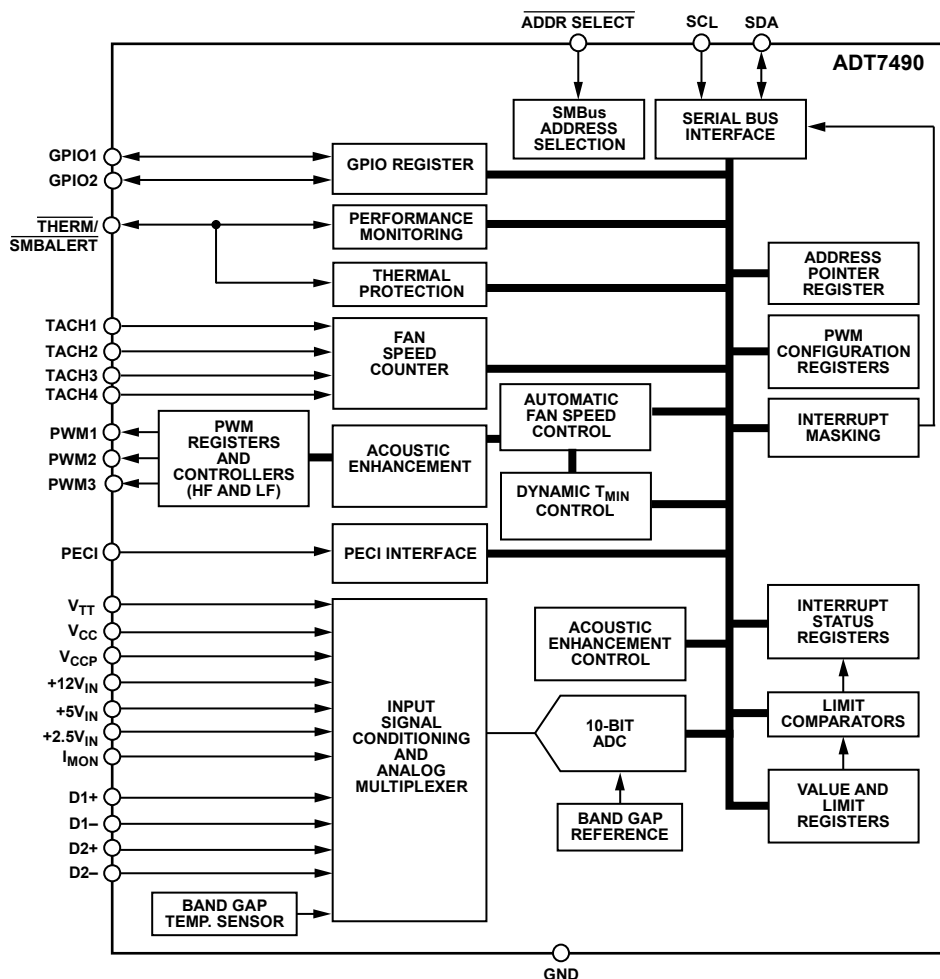 ADDR SELECT
SCL
SDA
ADT7490
SMBus
ADDRESS
SELECTION
SERIAL BUS
INTERFACE
GPIO1
GPIO2
GPIO REGISTER
THERM/
SMBALERT
PERFORMANCE
MONITORING
THERMAL
PROTECTION
ADDRESS
POINTER
REGISTER
TACH1
TACH2
TACH3
TACH4
FAN
SPEED
COUNTER
PWM
CONFIGURATION
REGISTERS
AUTOMATIC
FAN SPEED
CONTROL
INTERRUPT
MASKING
PWM1
PWM2
PWM3
PWM
REGISTERS
AND
CONTROLLERS
(HF AND LF)
ACOUSTIC
ENHANCEMENT
DYNAMIC TMIN
CONTROL
PECI
PECI INTERFACE
VTT
VCC
VCCP
+12VIN
+5VIN
+2.5VIN
IMON
D1+
D1–
D2+
D2–
INPUT
SIGNAL
CONDITIONING
AND
ANALOG
MULTIPLEXER
ACOUSTIC
ENHANCEMENT
CONTROL
INTERRUPT
STATUS
REGISTERS
10-BIT
ADC
LIMIT
COMPARATORS
BAND GAP
REFERENCE
VALUE AND
LIMIT
REGISTERS
BAND GAP
TEMP. SENSOR
GND